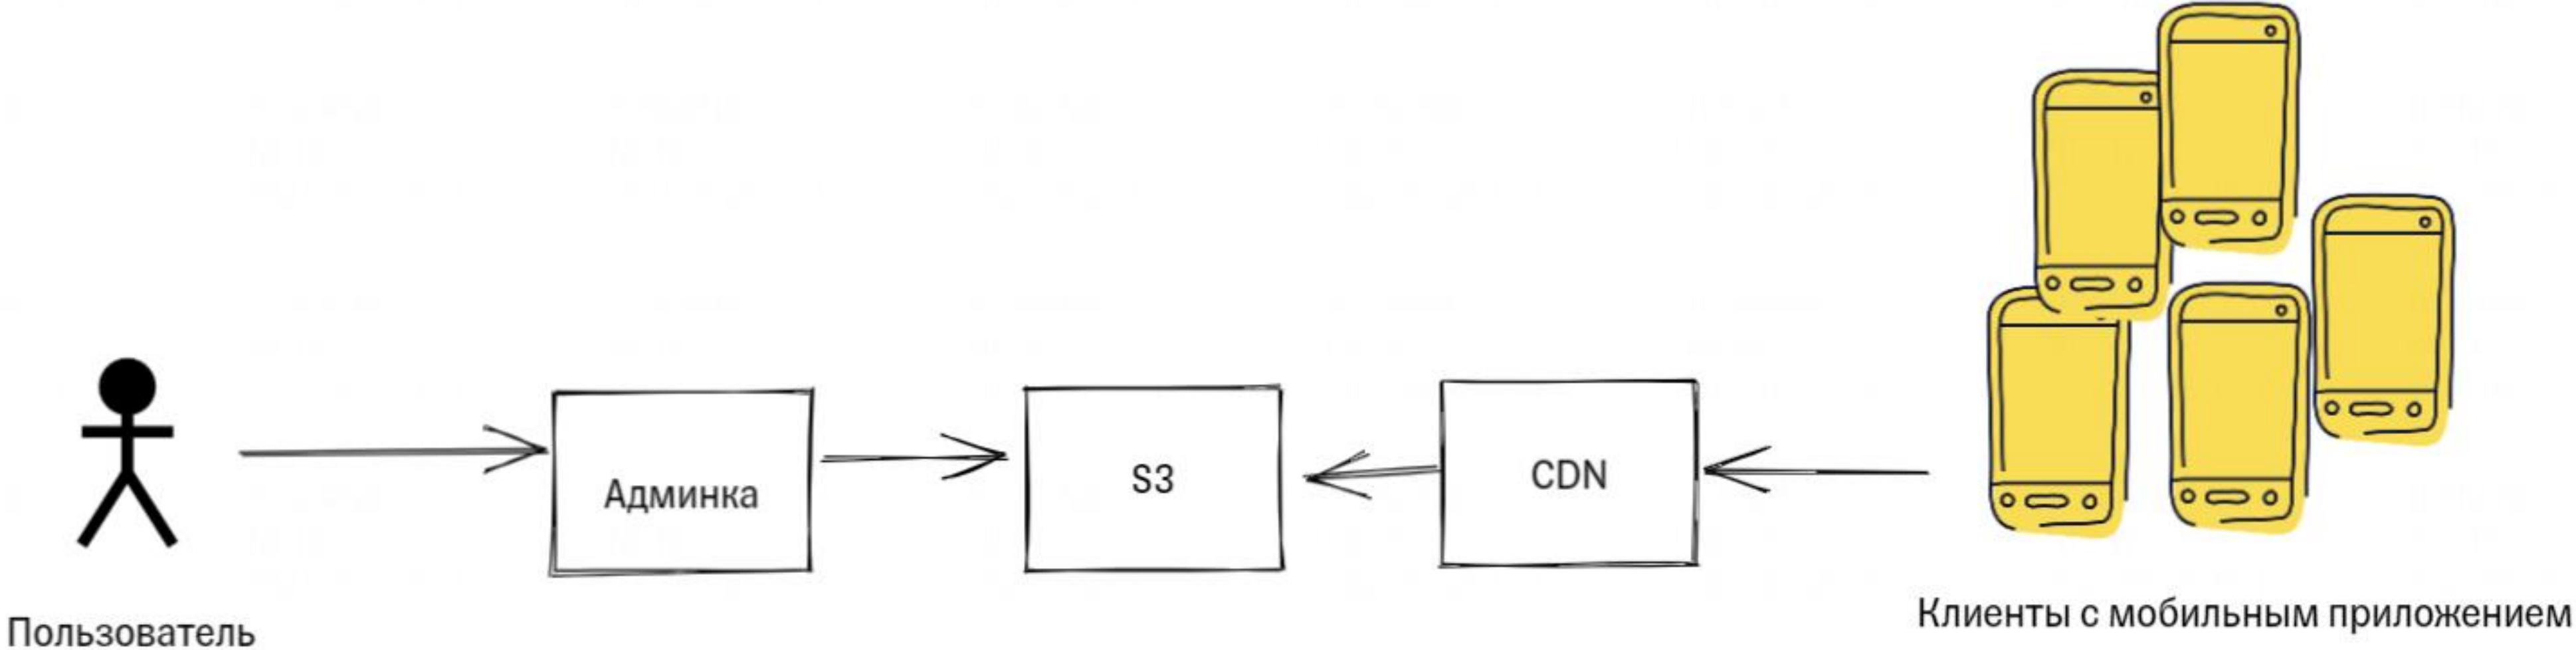 Админка
S3
CDN
Пользователь
Клиенты с мобильным приложением